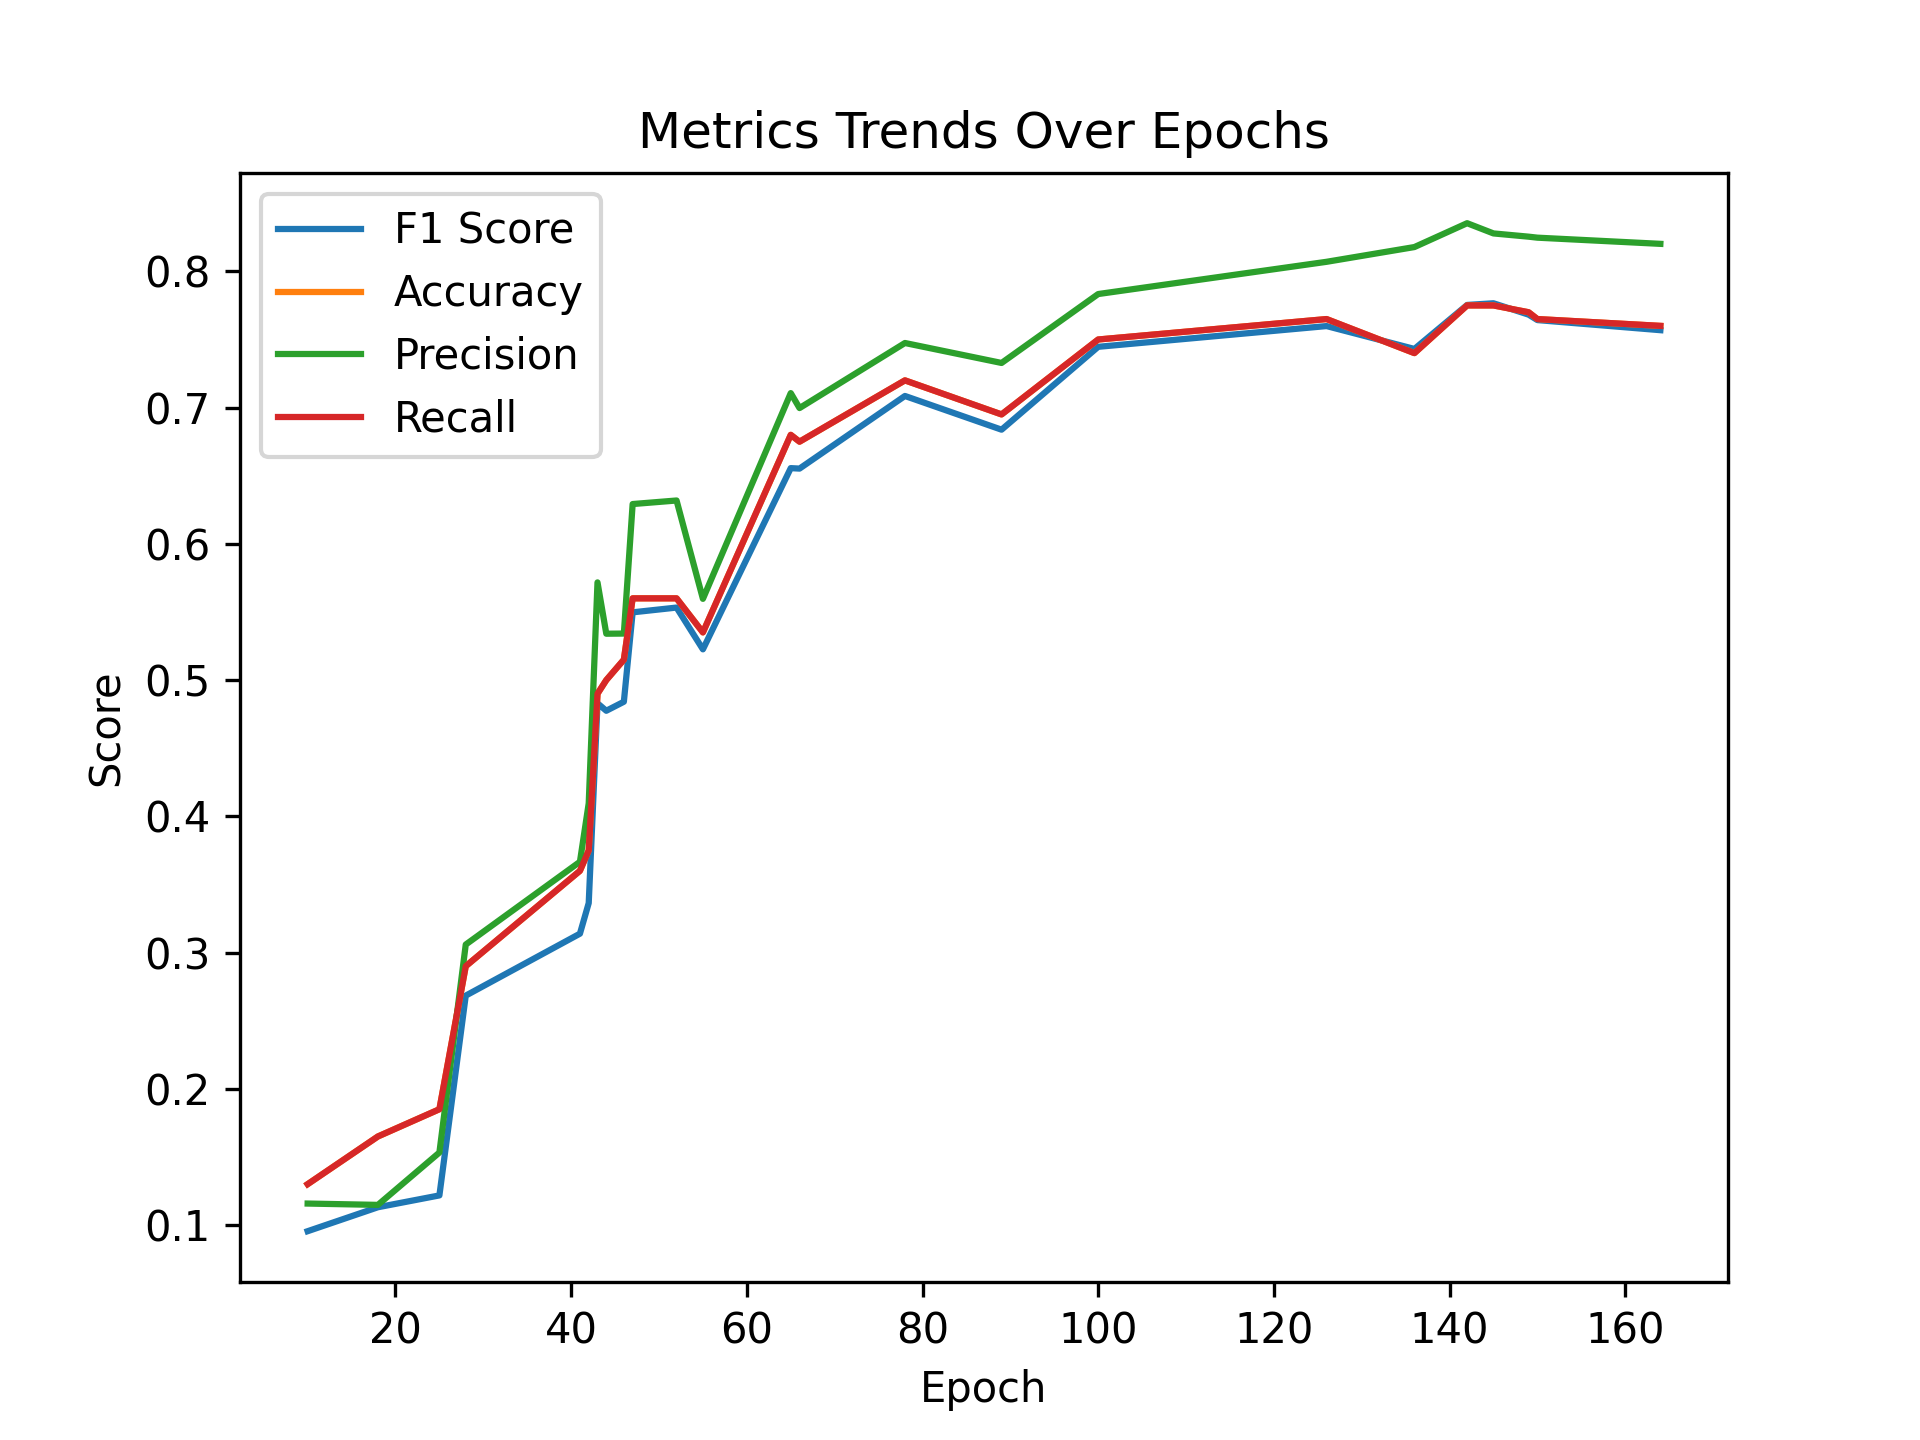 Metrics Trends Over Epochs
F1 Score
Accuracy
Precision
Recall
0.8
0.7
0.6
0.5
0.4
0.3
0.2
0.1
Score
20 40 60 80 100 120 140 160
Epoch